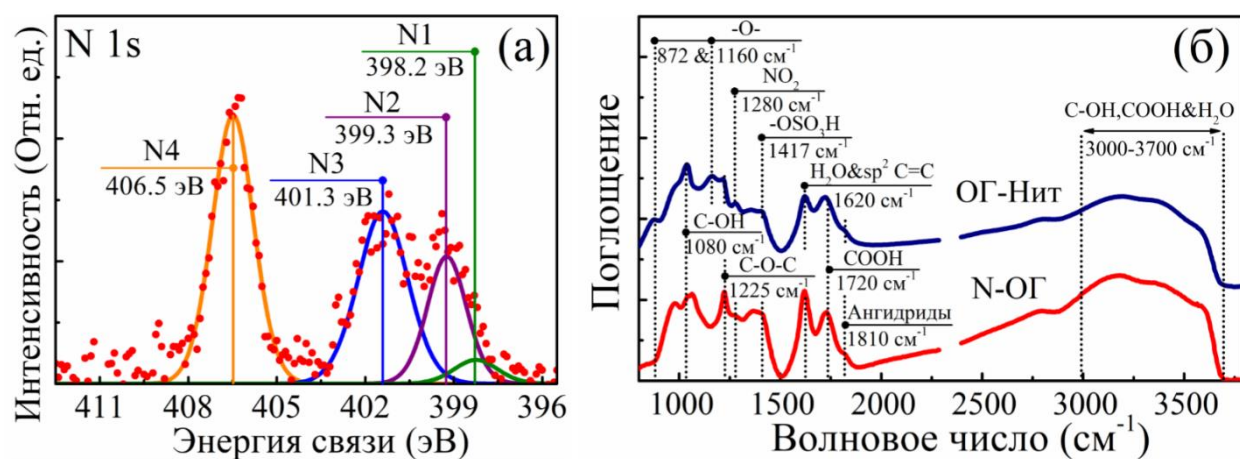 N 1s
(а)
N1
398.2 эВ
N2
399.3 эВ
N3
401.3 эВ
N4
406.5 эВ
Интенсивность (Отн. ед.)
411 408 405 402 399 396
Энергия связи (эВ)
(б)
-O-
872 & 1160 см⁻¹
NO₂
1280 см⁻¹
-OSO₃H
1417 см⁻¹
H₂O&sp² C=C
1620 см⁻¹
C-OH,COOH&H₂O
3000-3700 см⁻¹
ОГ-Нит
C-OH
1080 см⁻¹
C-O-C
1225 см⁻¹
COOH
1720 см⁻¹
Ангидриды
1810 см⁻¹
N-ОГ
Поглощение
1000 1500 2000 2500 3000 3500
Волновое число (см⁻¹)